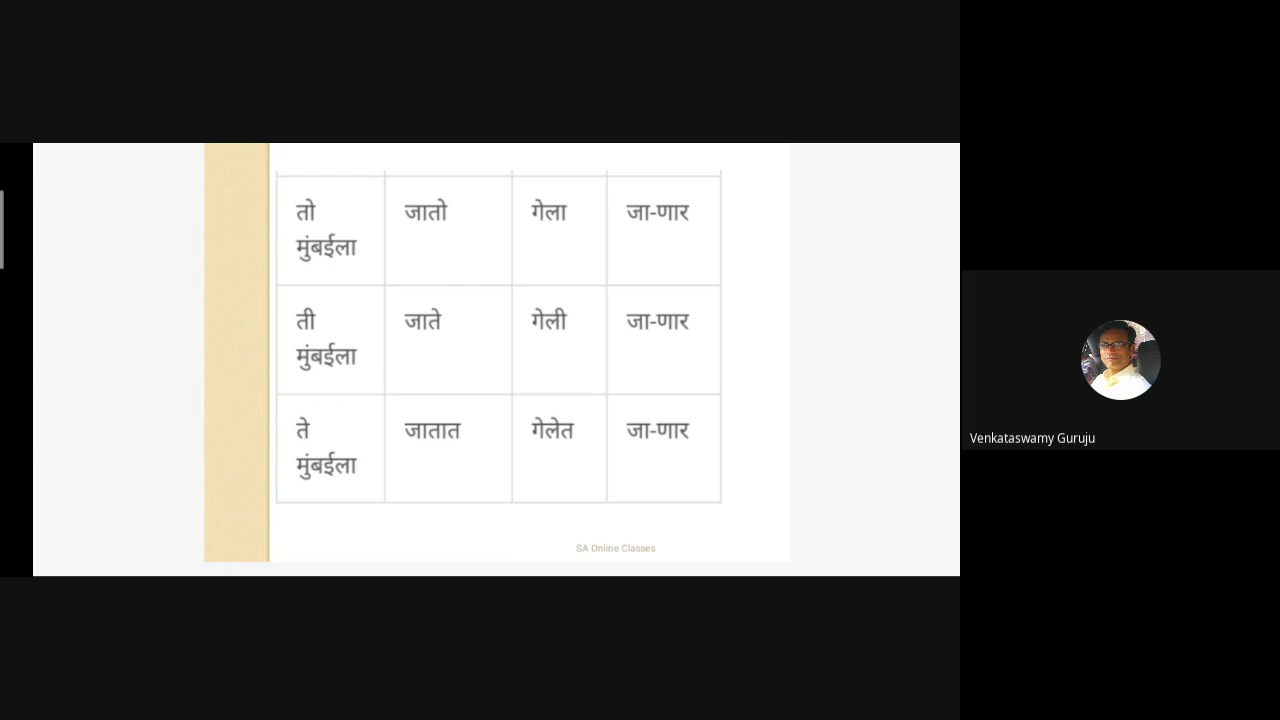 तो जातो गेला जा-णार
मुंबईला
ती जाते गेली जा-णार
मुंबईला
ते जातात गेलेत जा-णार
मुंबईला
SA Online Classes
Venkataswamy Guruju